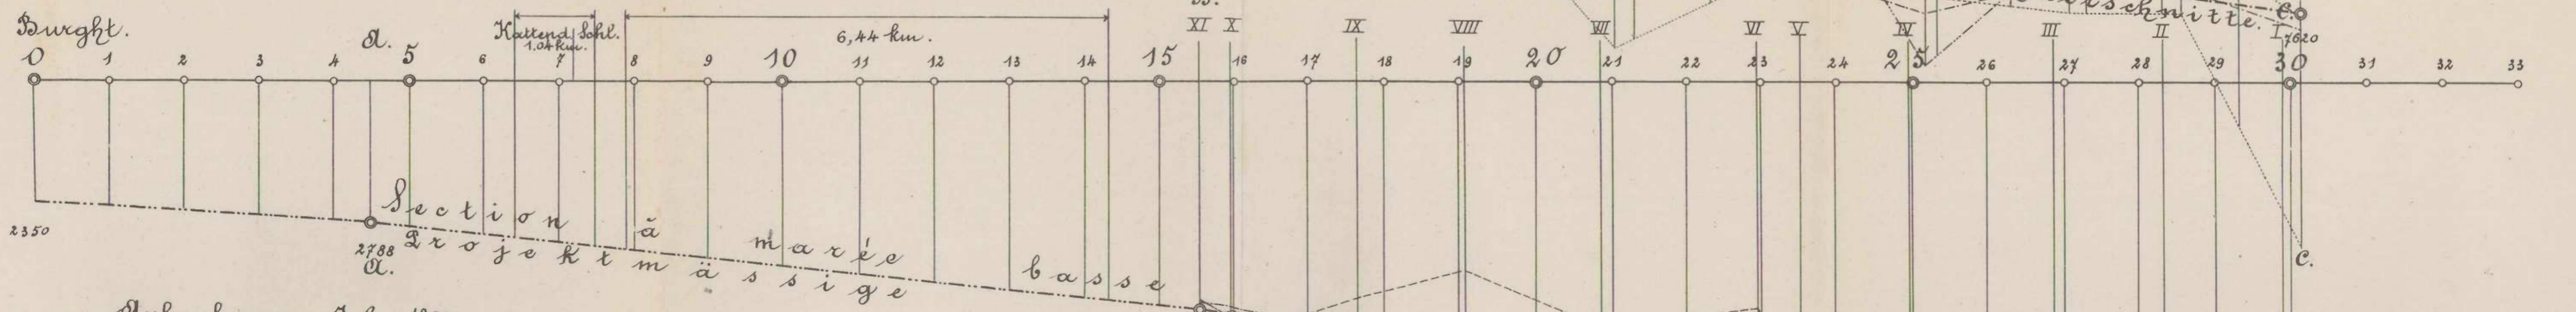 Burght.
a.
Kattend. Sohl.
1.04 km.
6,44 km.
XI X IX VIII VII VI V IV III II I
schnitte.
c.
7620
0 1 2 3 4 5 6 7 8 9 10 11 12 13 14 15 16 17 18 19 20 21 22 23 24 25 26 27 28 29 30 31 32 33
Section à marée basse
Projektmässige
2350
2788
a.
c.